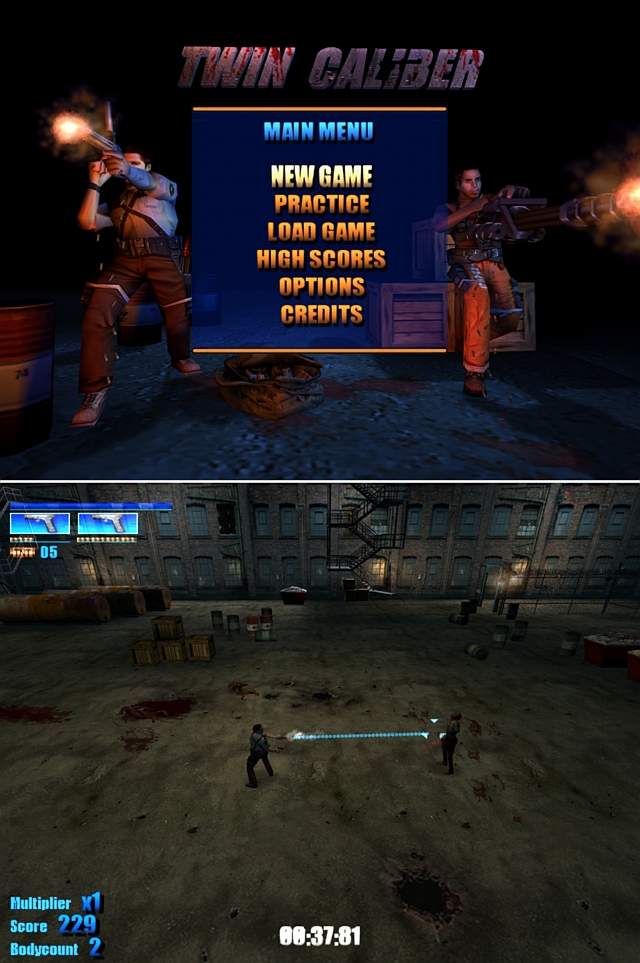 TWIN CALIBER
MAIN MENU
NEW GAME
PRACTICE
LOAD GAME
HIGH SCORES
OPTIONS
CREDITS
05
Multiplier x1
Score 229
Bodycount 2
00:37:81